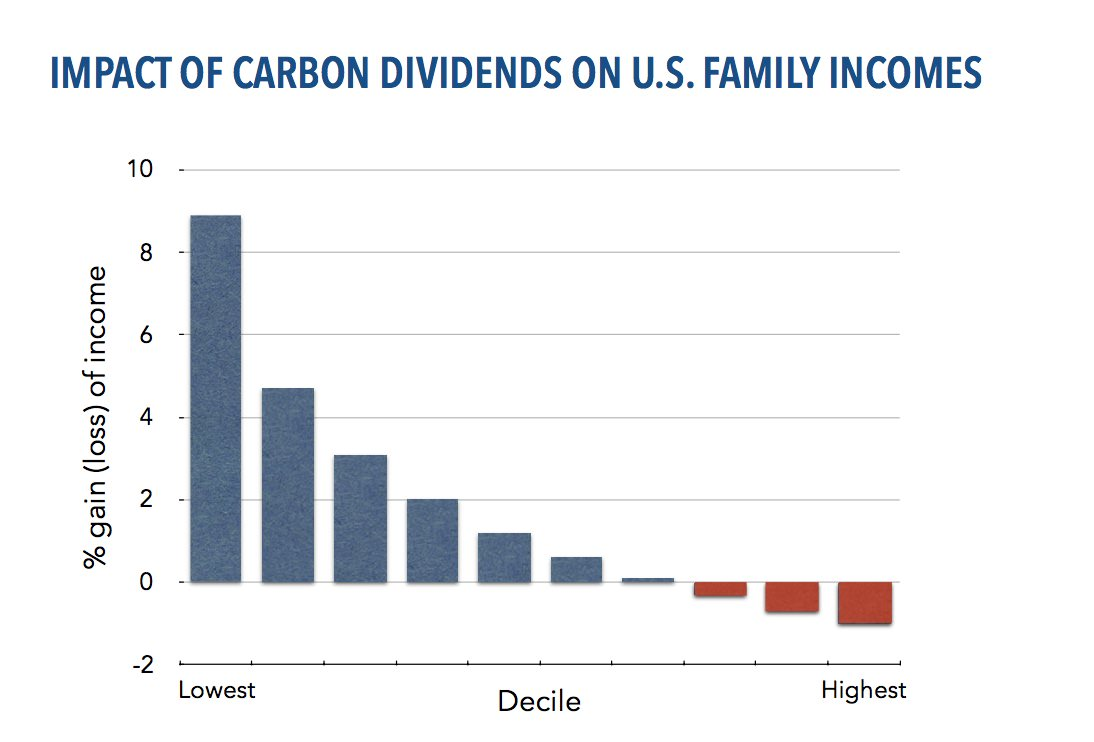 IMPACT OF CARBON DIVIDENDS ON U.S. FAMILY INCOMES
% gain (loss) of income
10
8
6
4
2
0
-2
Lowest
Decile
Highest